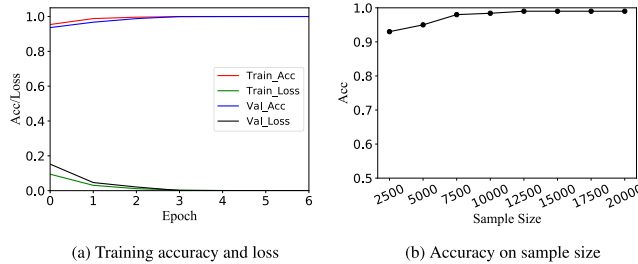 1.0
0.8
0.6
0.4
0.2
0.0
Acc/Loss
Train_Acc
Train_Loss
Val_Acc
Val_Loss
0 1 2 3 4 5 6
Epoch
(a) Training accuracy and loss
1.0
0.9
0.8
0.7
0.6
0.5
Acc
2500 5000 7500 10000 12500 15000 17500 20000
Sample Size
(b) Accuracy on sample size